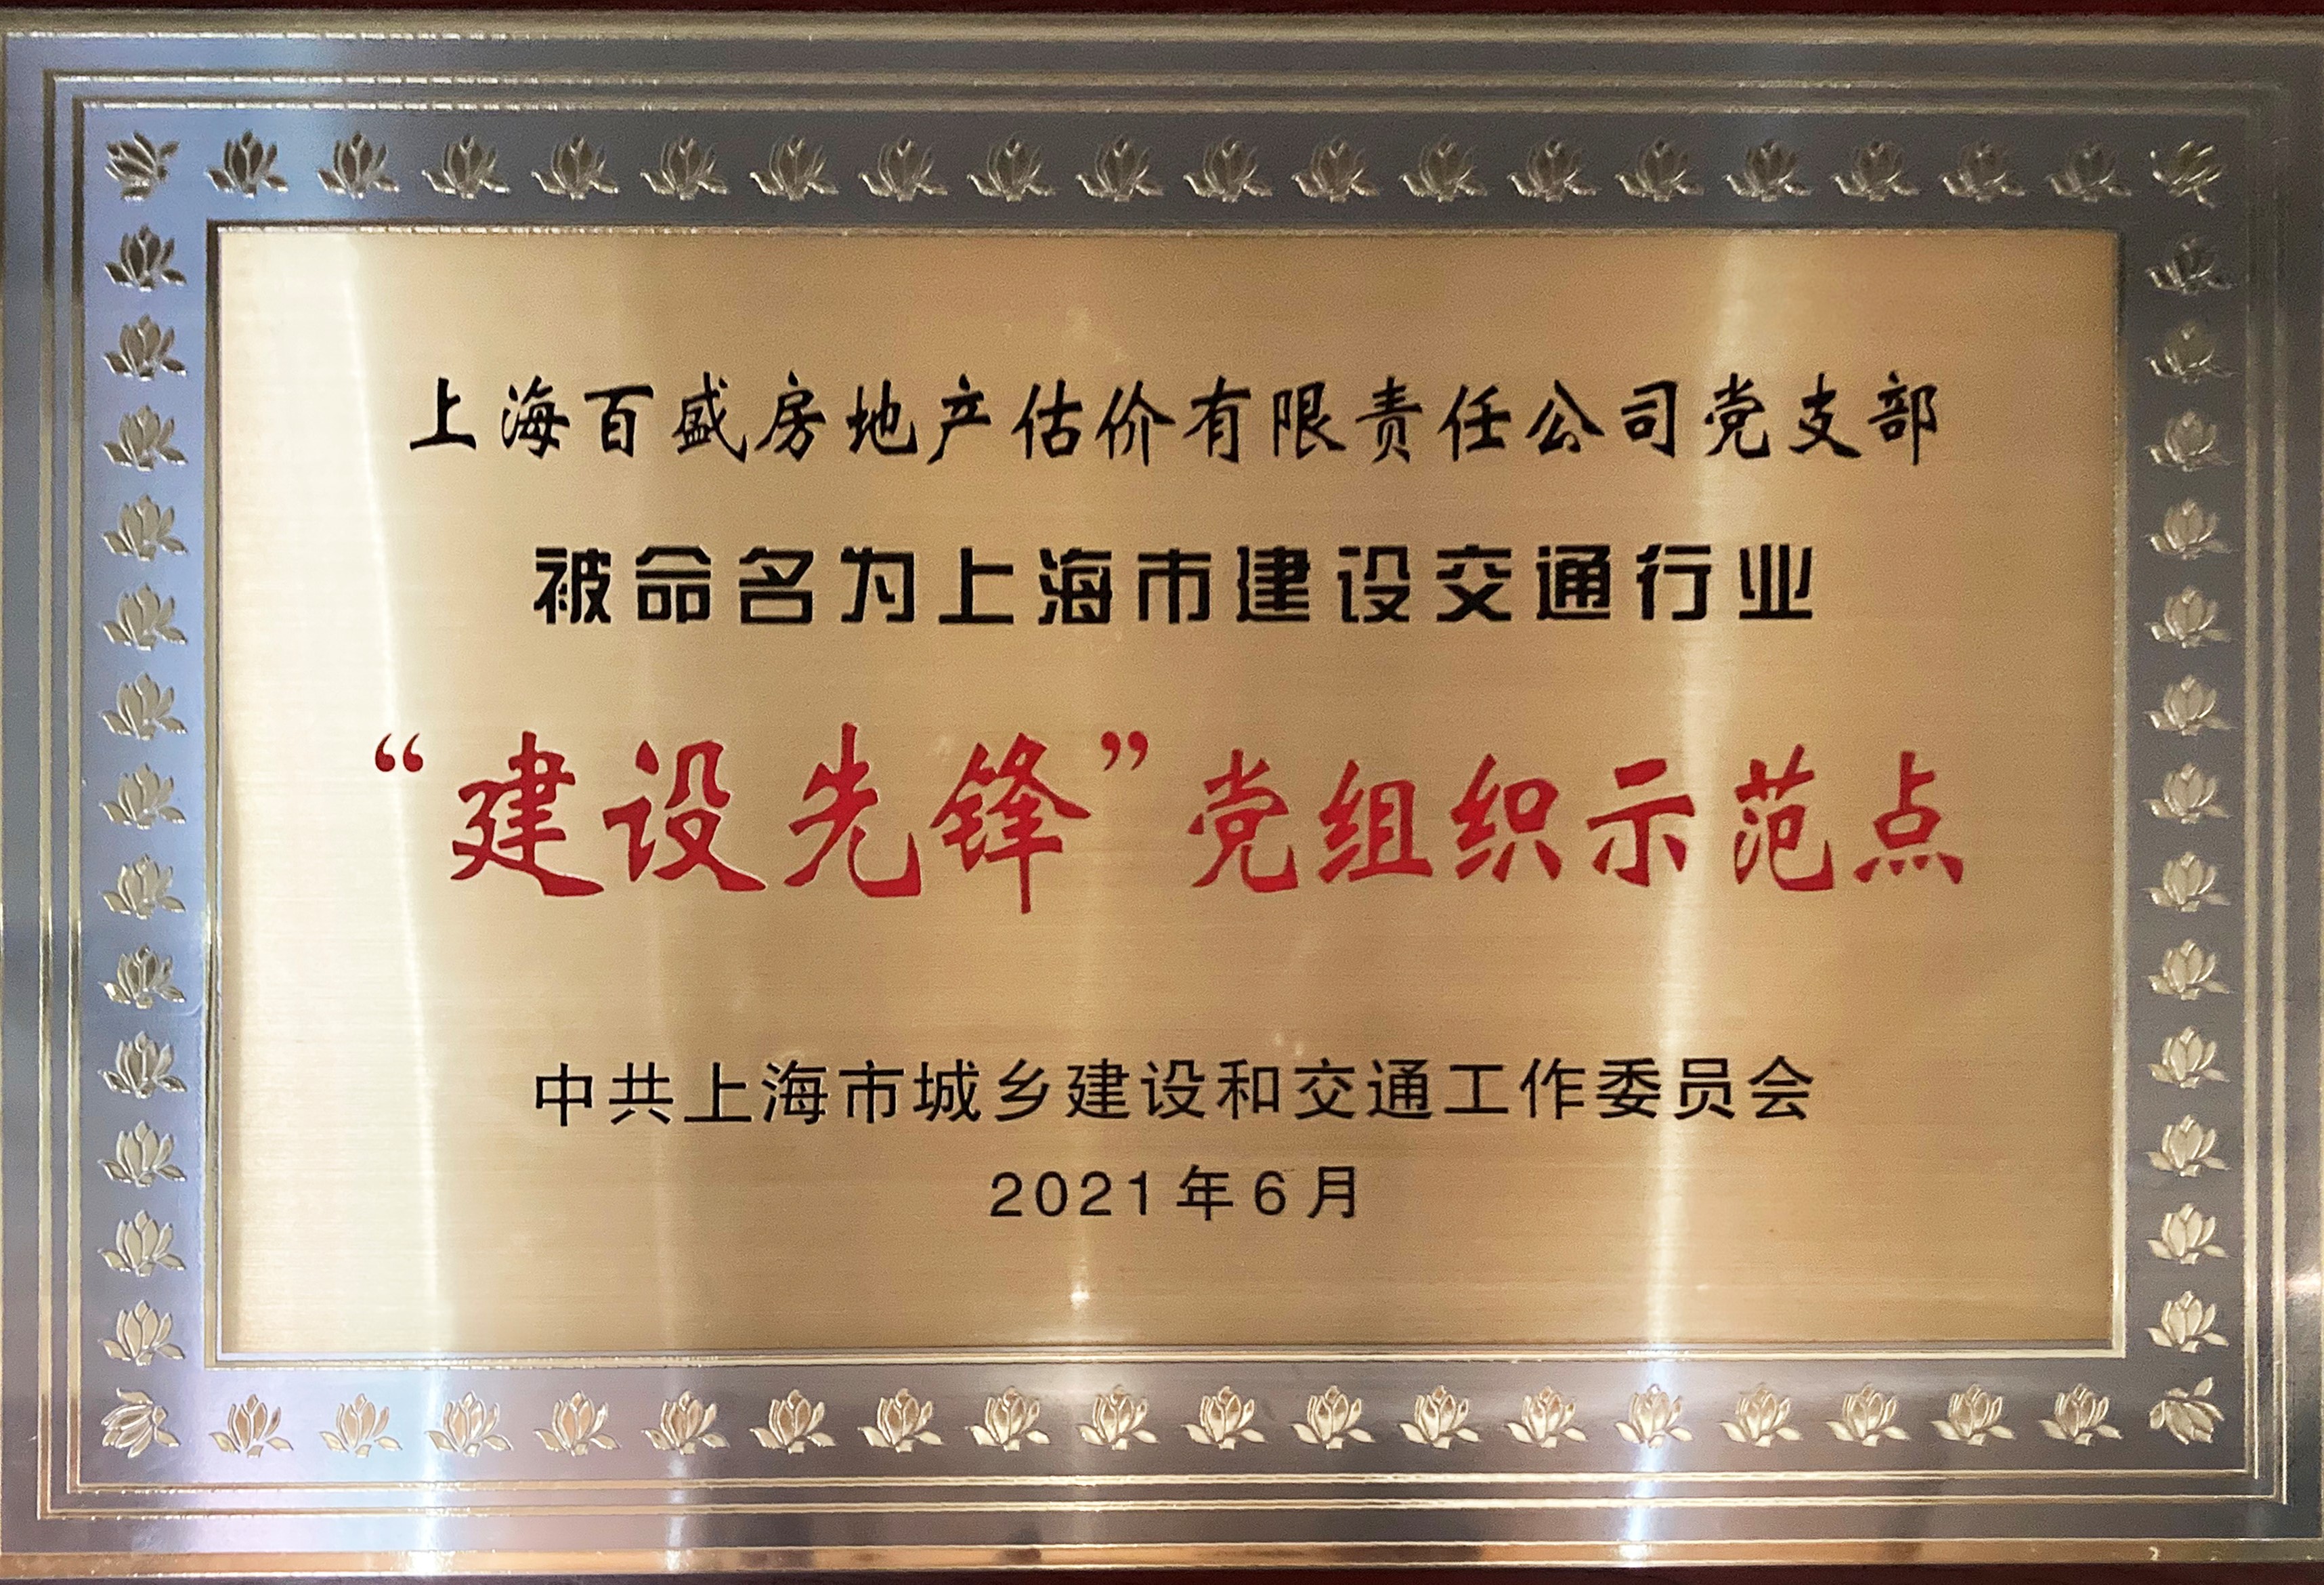 上海百盛房地产估价有限责任公司党支部
被命名为上海市建设交通行业
“建设先锋”党组织示范点
中共上海市城乡建设和交通工作委员会
2021年6月